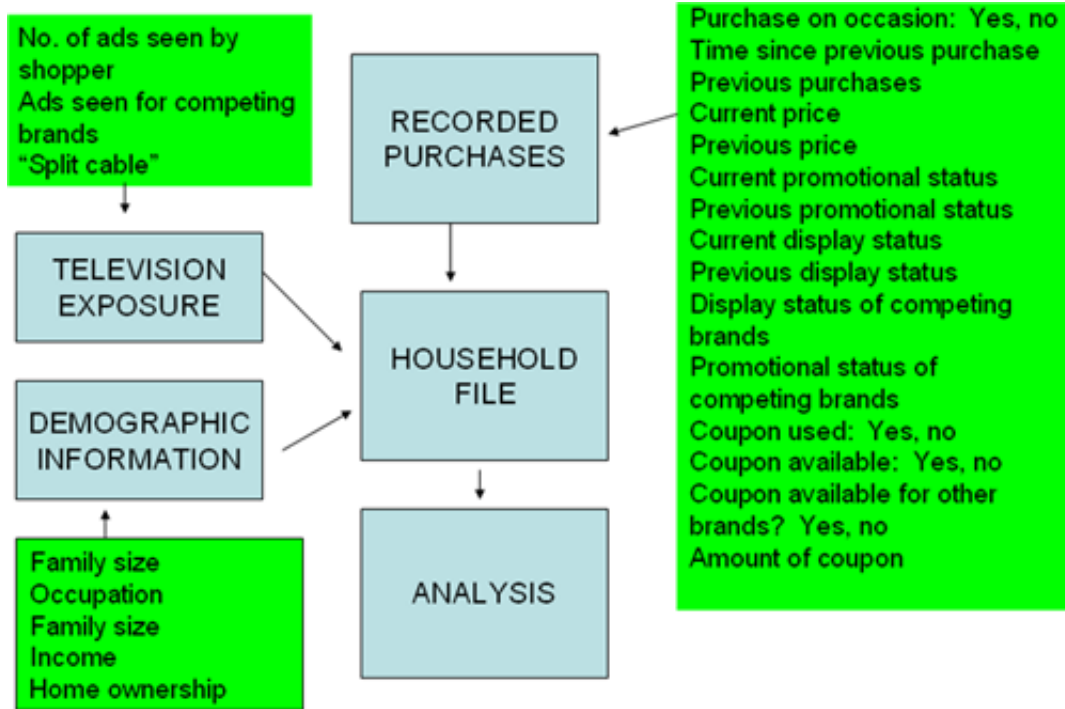 No. of ads seen by
shopper
Ads seen for competing
brands
“Split cable”
TELEVISION
EXPOSURE
DEMOGRAPHIC
INFORMATION
Family size
Occupation
Family size
Income
Home ownership
RECORDED
PURCHASES
HOUSEHOLD
FILE
ANALYSIS
Purchase on occasion: Yes, no
Time since previous purchase
Previous purchases
Current price
Previous price
Current promotional status
Previous promotional status
Current display status
Previous display status
Display status of competing
brands
Promotional status of
competing brands
Coupon used: Yes, no
Coupon available: Yes, no
Coupon available for other
brands? Yes, no
Amount of coupon